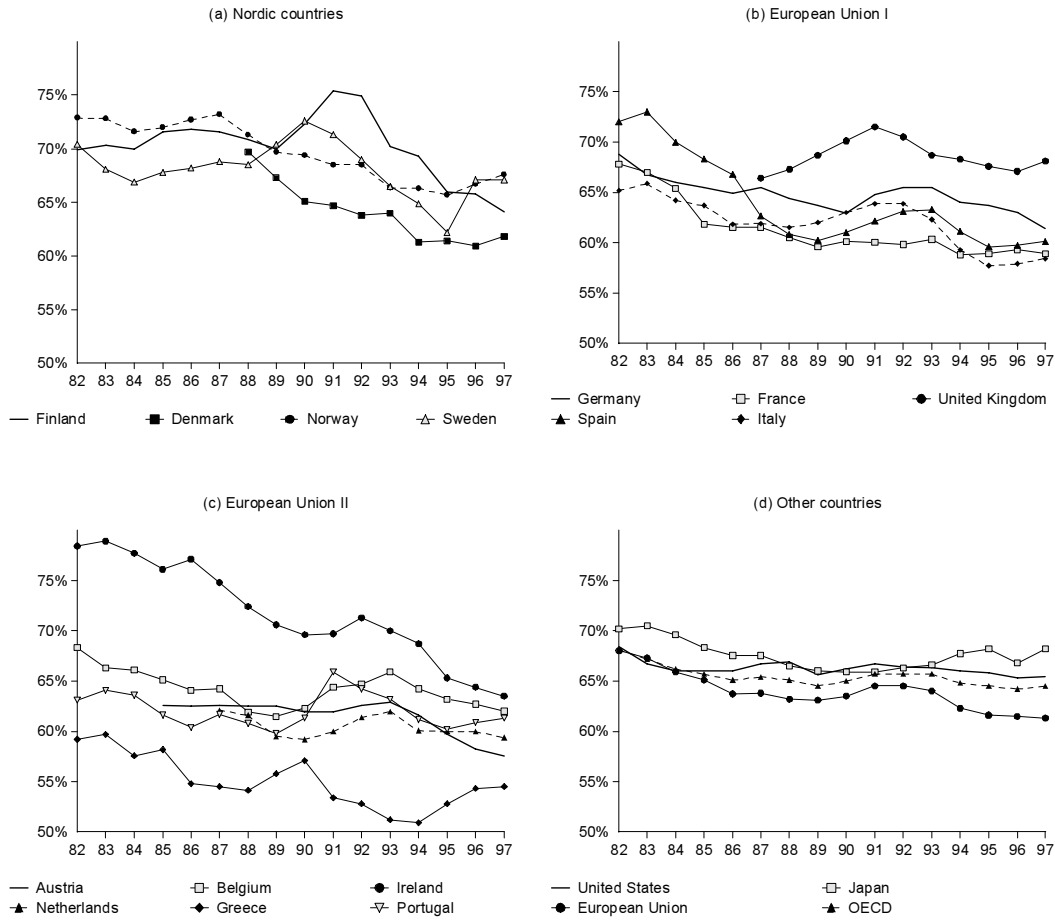 (a) Nordic countries
75%
70%
65%
60%
55%
50%
82 83 84 85 86 87 88 89 90 91 92 93 94 95 96 97
Finland Denmark Norway Sweden
(b) European Union I
75%
70%
65%
60%
55%
50%
82 83 84 85 86 87 88 89 90 91 92 93 94 95 96 97
Germany France United Kingdom
Spain Italy
(c) European Union II
75%
70%
65%
60%
55%
50%
82 83 84 85 86 87 88 89 90 91 92 93 94 95 96 97
Austria Belgium Ireland
Netherlands Greece Portugal
(d) Other countries
75%
70%
65%
60%
55%
50%
82 83 84 85 86 87 88 89 90 91 92 93 94 95 96 97
United States Japan
European Union OECD